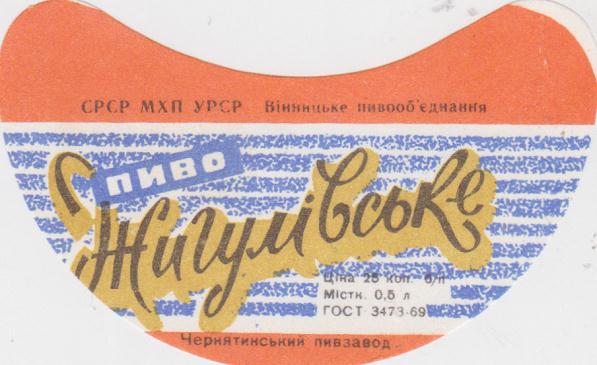 СРСР МХП УРСР Вінницьке пивооб'єднання
ПИВО
Жигулівське
Ціна 25 коп. б/п
Містк. 0,5 л
ГОСТ 3473-69
Чернятинський пивзавод